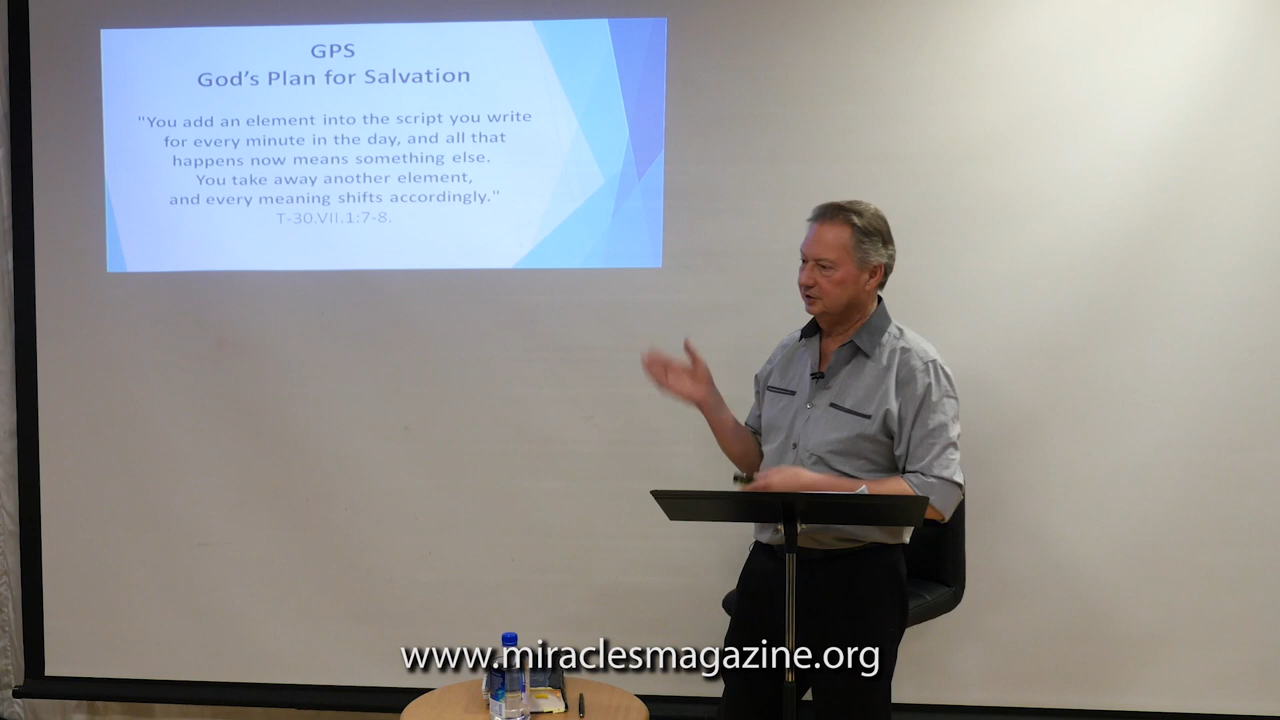 GPS
God's Plan for Salvation
"You add an element into the script you write
for every minute in the day, and all that
happens now means something else.
You take away another element,
and every meaning shifts accordingly."
T-30.VII.1:7-8.
www.miraclesmagazine.org